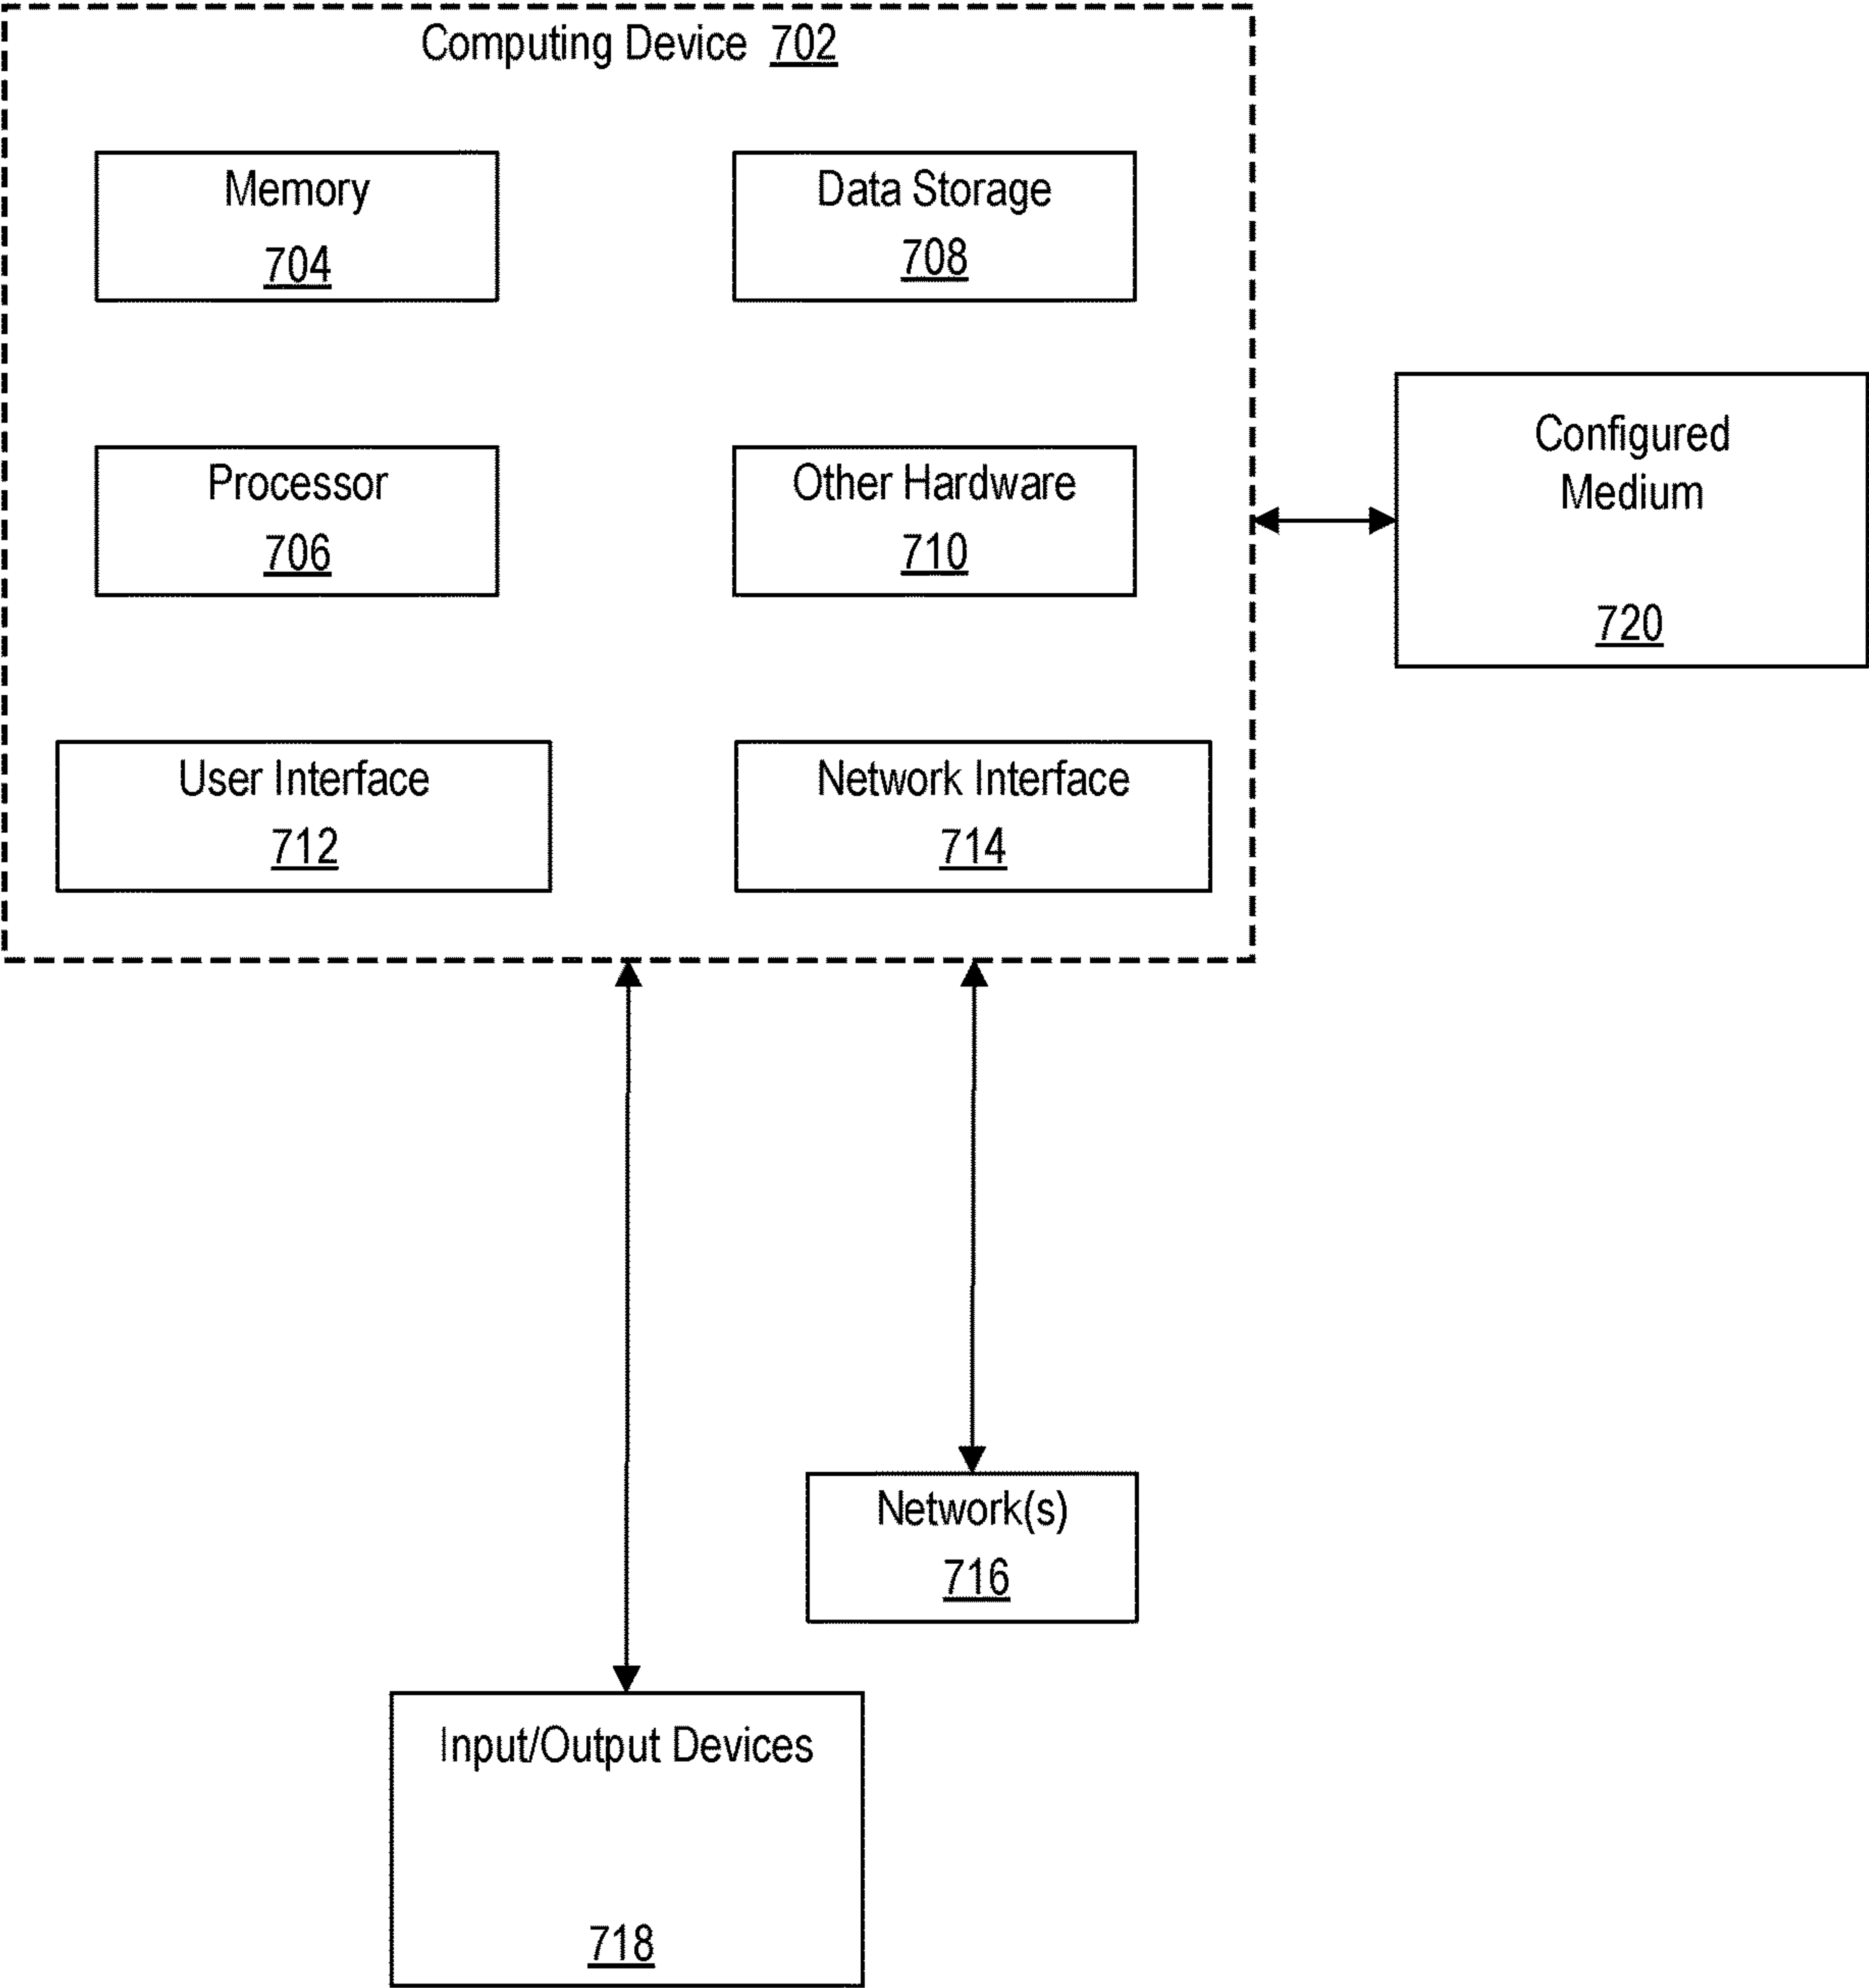 Computing Device 702
Memory
704
Data Storage
708
Processor
706
Other Hardware
710
Configured
Medium
720
User Interface
712
Network Interface
714
Network(s)
716
Input/Output Devices
718